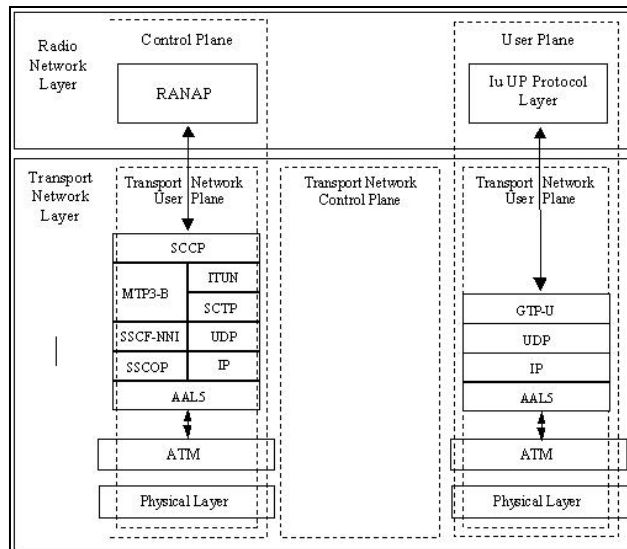 Radio
Network
Layer
Control Plane
User Plane
RANAP
Iu UP Protocol
Layer
Transport
Network
Layer
Transport Network
User Plane
Transport Network
Control Plane
Transport Network
User Plane
SCCP
MTP3-B
ITUN
SCTP
SSCF-NNI
UDP
SSCOP
IP
AAL5
GTP-U
UDP
IP
AAL5
ATM
ATM
Physical Layer
Physical Layer